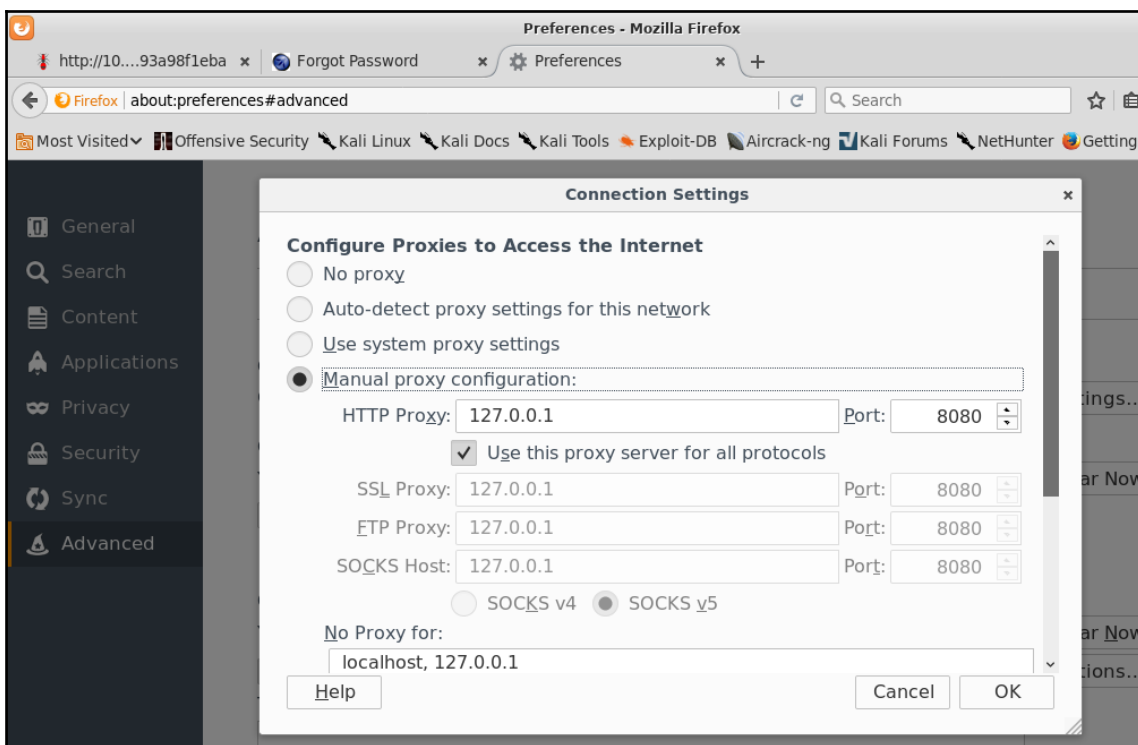 Preferences - Mozilla Firefox
http://10....93a98f1eba × Forgot Password × Preferences × +
Firefox about:preferences#advanced Search
Most Visited Offensive Security Kali Linux Kali Docs Kali Tools Exploit-DB Aircrack-ng Kali Forums NetHunter Getting
Connection Settings ×
General
Search
Content
Applications
Privacy
Security
Sync
Advanced
Configure Proxies to Access the Internet
No proxy
Auto-detect proxy settings for this network
Use system proxy settings
Manual proxy configuration:
HTTP Proxy: 127.0.0.1 Port: 8080
Use this proxy server for all protocols
SSL Proxy: 127.0.0.1 Port: 8080
FTP Proxy: 127.0.0.1 Port: 8080
SOCKS Host: 127.0.0.1 Port: 8080
SOCKS v4 SOCKS v5
No Proxy for:
localhost, 127.0.0.1
Help Cancel OK
tings...
ar Now
ar Now
tions...